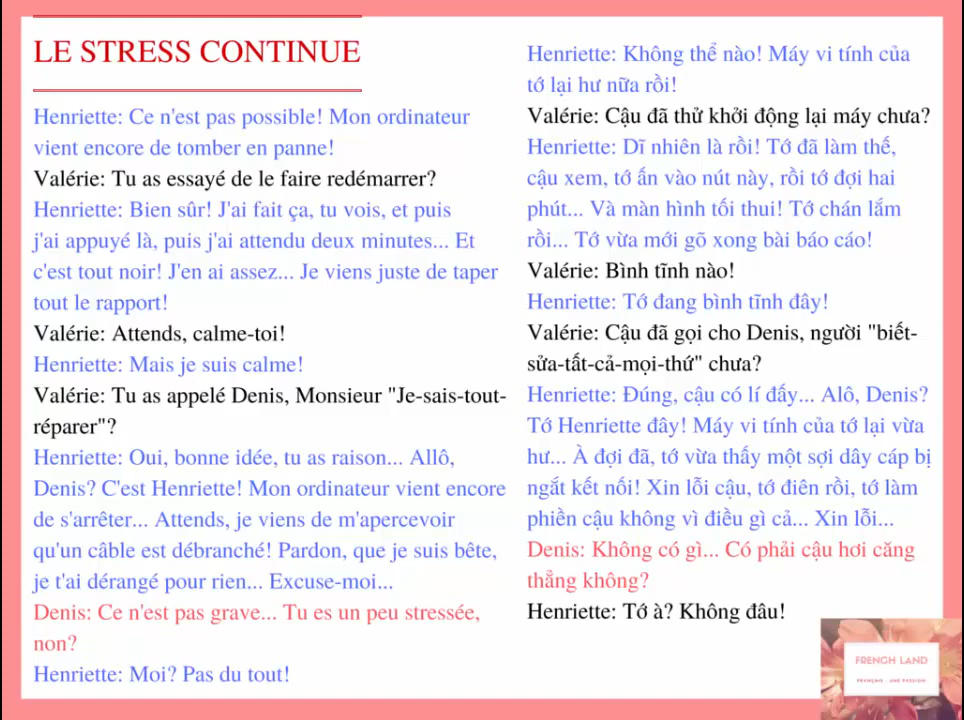 LE STRESS CONTINUE
Henriette: Ce n'est pas possible! Mon ordinateur
vient encore de tomber en panne!
Valérie: Tu as essayé de le faire redémarrer?
Henriette: Bien sûr! J'ai fait ça, tu vois, et puis
j'ai appuyé là, puis j'ai attendu deux minutes... Et
c'est tout noir! J'en ai assez... Je viens juste de taper
tout le rapport!
Valérie: Attends, calme-toi!
Henriette: Mais je suis calme!
Valérie: Tu as appelé Denis, Monsieur "Je-sais-tout-
réparer"?
Henriette: Oui, bonne idée, tu as raison... Allô,
Denis? C'est Henriette! Mon ordinateur vient encore
de s'arrêter... Attends, je viens de m'apercevoir
qu'un câble est débranché! Pardon, que je suis bête,
je t'ai dérangé pour rien... Excuse-moi...
Denis: Ce n'est pas grave... Tu es un peu stressée,
non?
Henriette: Moi? Pas du tout!
Henriette: Không thể nào! Máy vi tính của
tớ lại hư nữa rồi!
Valérie: Cậu đã thử khởi động lại máy chưa?
Henriette: Dĩ nhiên là rồi! Tớ đã làm thế,
cậu xem, tớ ấn vào nút này, rồi tớ đợi hai
phút... Và màn hình tối thui! Tớ chán lắm
rồi... Tớ vừa mới gõ xong bài báo cáo!
Valérie: Bình tĩnh nào!
Henriette: Tớ đang bình tĩnh đây!
Valérie: Cậu đã gọi cho Denis, người "biết-
sửa-tất-cả-mọi-thứ" chưa?
Henriette: Đúng, cậu có lí đấy... Alô, Denis?
Tớ Henriette đây! Máy vi tính của tớ lại vừa
hư... À đợi đã, tớ vừa thấy một sợi dây cáp bị
ngắt kết nối! Xin lỗi cậu, tớ điên rồi, tớ làm
phiền cậu không vì điều gì cả... Xin lỗi...
Denis: Không có gì... Có phải cậu hơi căng
thẳng không?
Henriette: Tớ à? Không đâu!
FRENCH LAND
FRANÇAIS - UNE PASSION